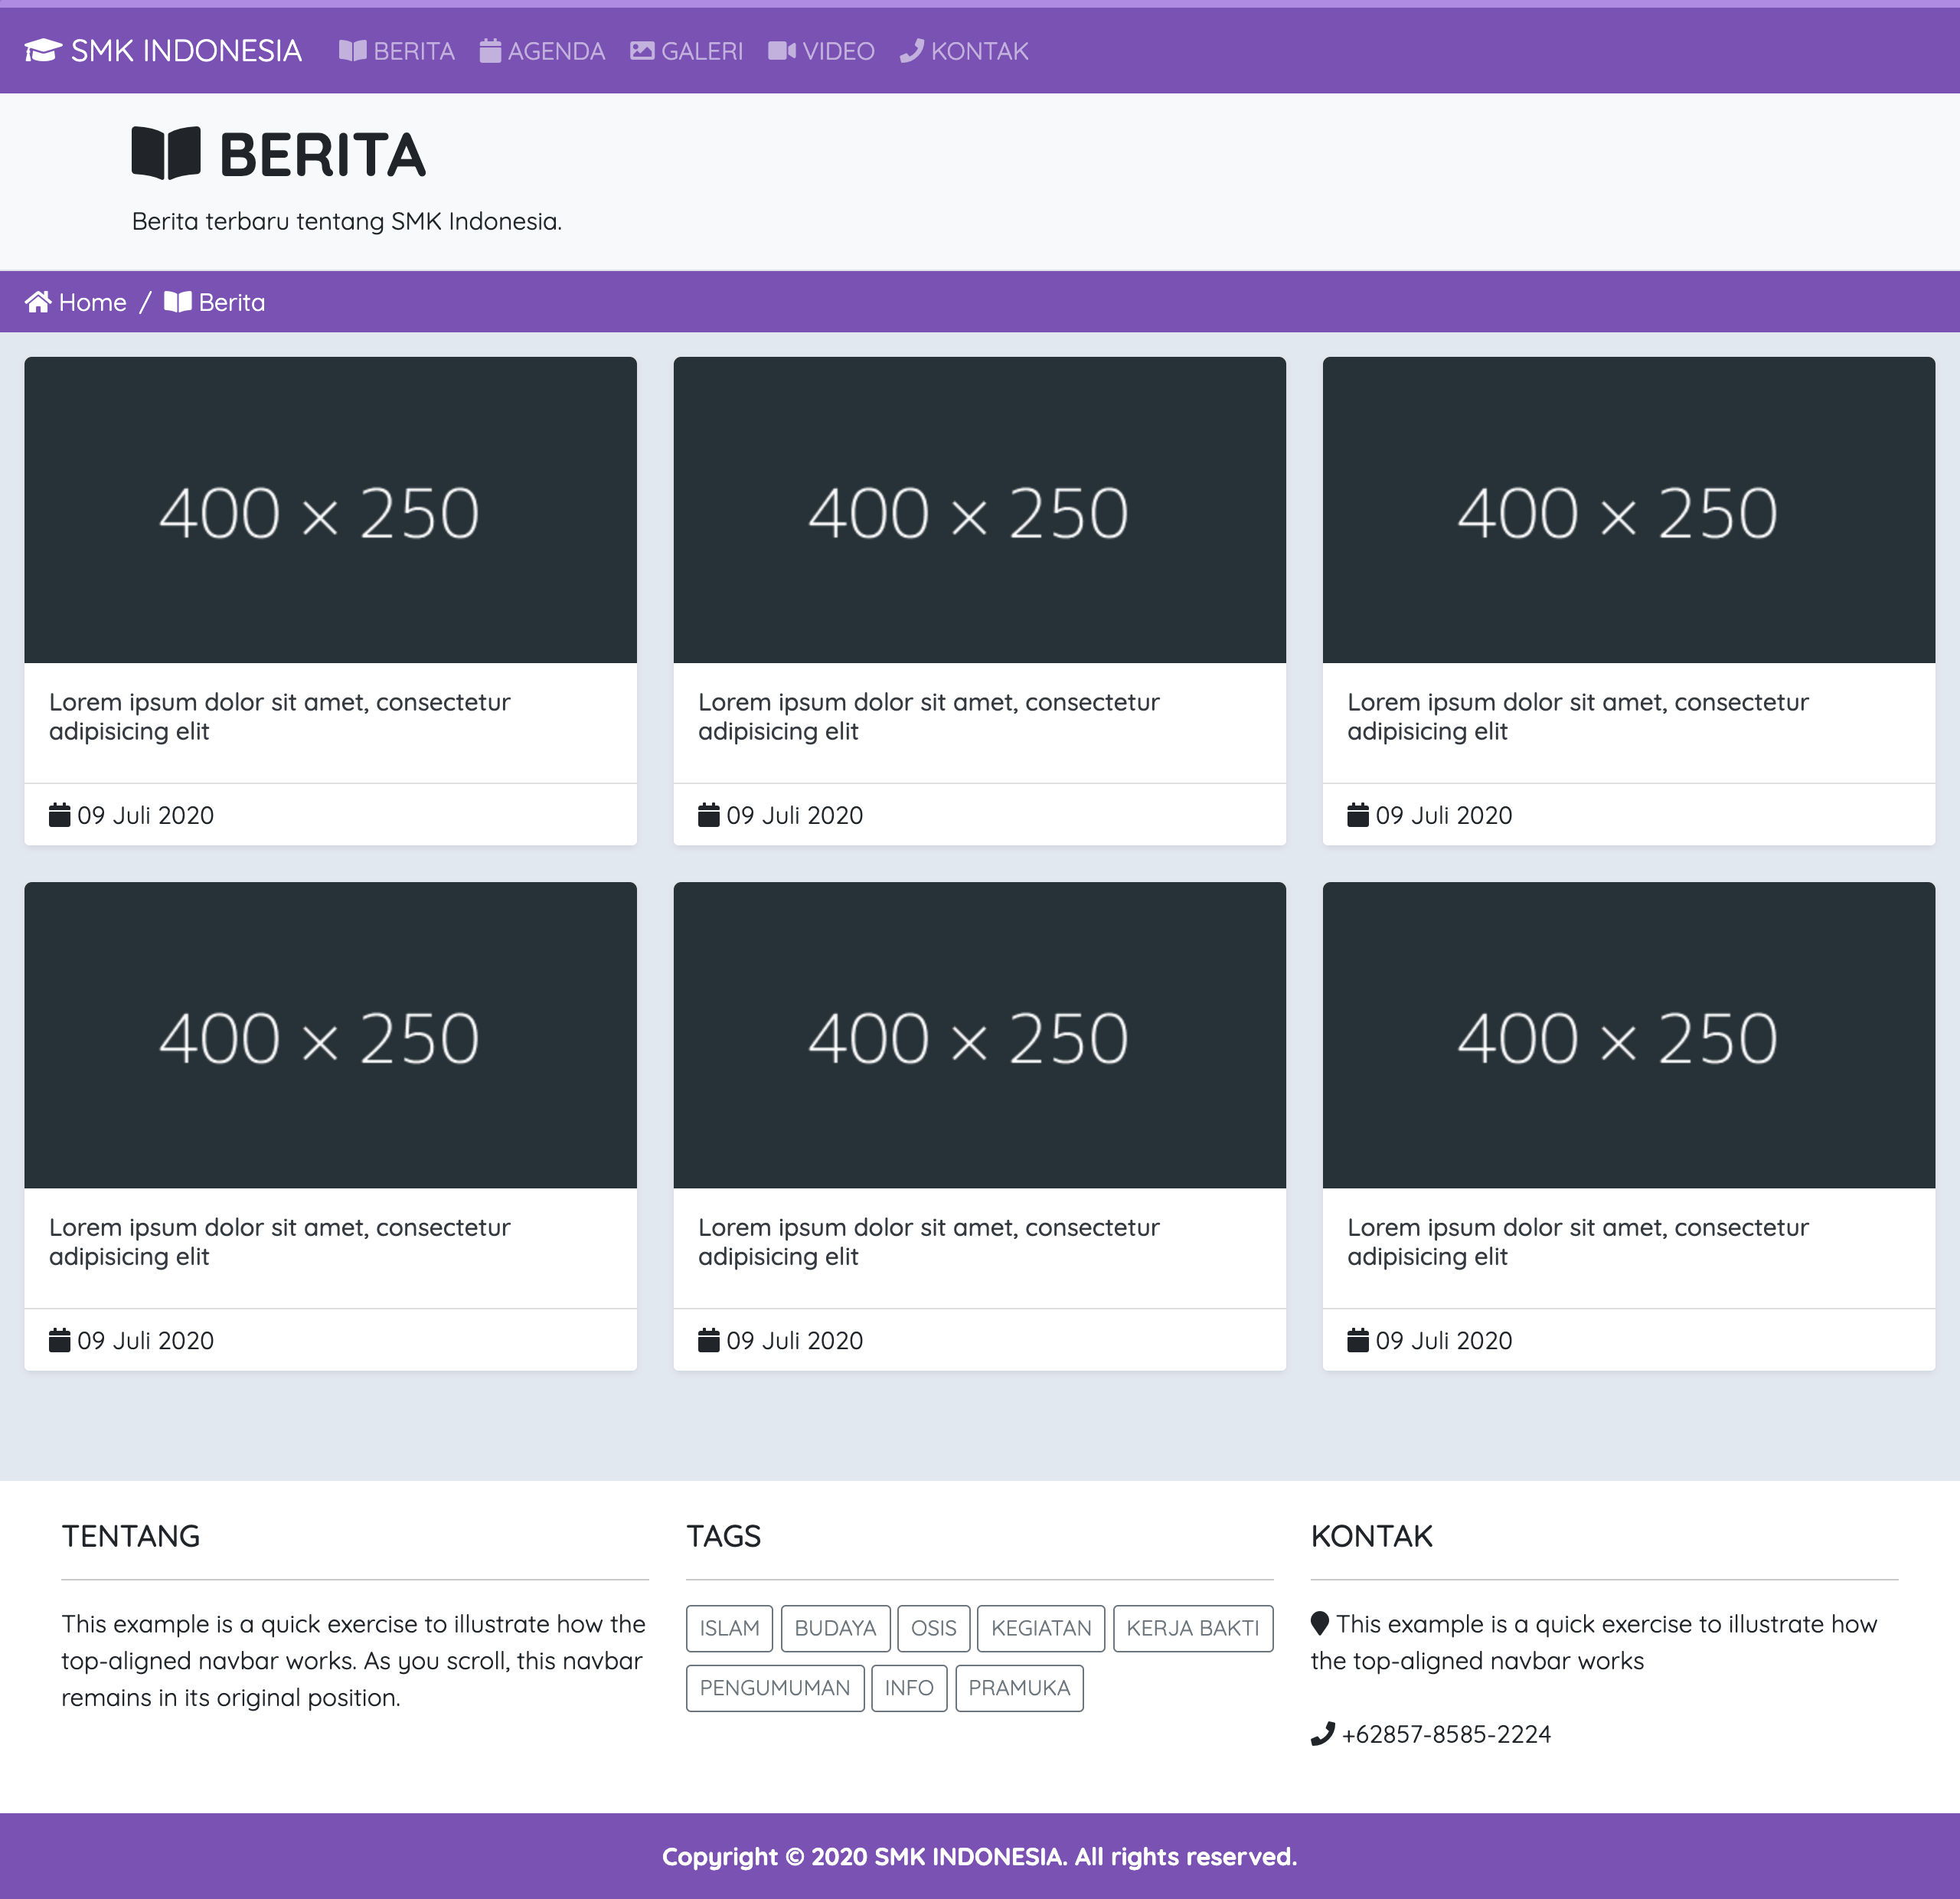 SMK INDONESIA BERITA AGENDA GALERI VIDEO KONTAK
BERITA
Berita terbaru tentang SMK Indonesia.
Home / Berita
400 × 250
400 × 250
400 × 250
Lorem ipsum dolor sit amet, consectetur
adipisicing elit
09 Juli 2020
Lorem ipsum dolor sit amet, consectetur
adipisicing elit
09 Juli 2020
Lorem ipsum dolor sit amet, consectetur
adipisicing elit
09 Juli 2020
400 × 250
400 × 250
400 × 250
Lorem ipsum dolor sit amet, consectetur
adipisicing elit
09 Juli 2020
Lorem ipsum dolor sit amet, consectetur
adipisicing elit
09 Juli 2020
Lorem ipsum dolor sit amet, consectetur
adipisicing elit
09 Juli 2020
TENTANG
This example is a quick exercise to illustrate how the
top-aligned navbar works. As you scroll, this navbar
remains in its original position.
TAGS
ISLAM BUDAYA OSIS KEGIATAN KERJA BAKTI
PENGUMUMAN INFO PRAMUKA
KONTAK
This example is a quick exercise to illustrate how
the top-aligned navbar works
+62857-8585-2224
Copyright © 2020 SMK INDONESIA. All rights reserved.